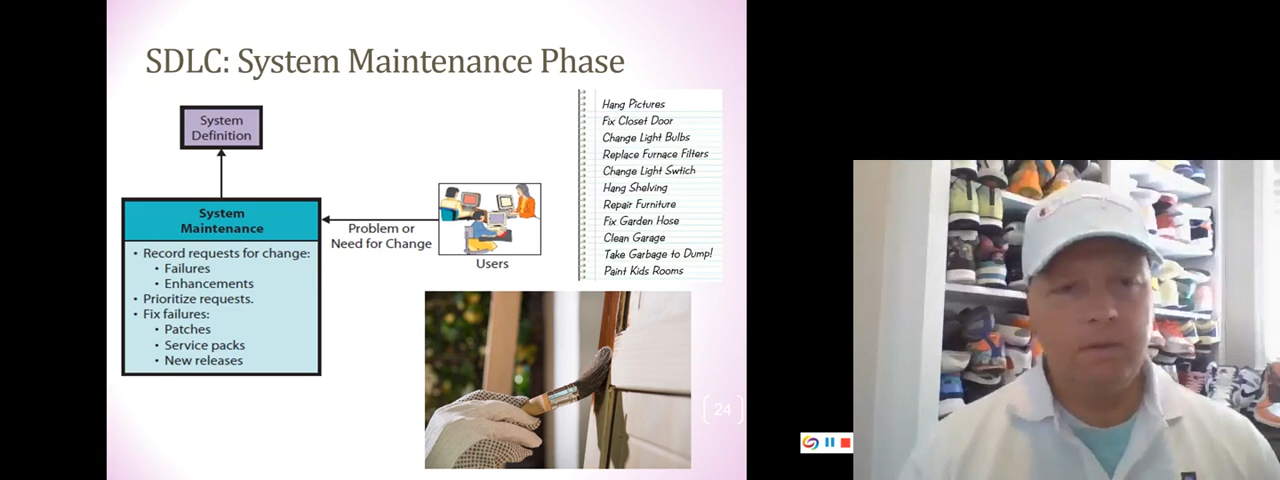 SDLC: System Maintenance Phase
System
Definition
System
Maintenance
• Record requests for change:
• Failures
• Enhancements
• Prioritize requests.
• Fix failures:
• Patches
• Service packs
• New releases
Problem or
Need for Change
Users
Hang Pictures
Fix Closet Door
Change Light Bulbs
Replace Furnace Filters
Change Light Swtich
Hang Shelving
Repair Furniture
Fix Garden Hose
Clean Garage
Take Garbage to Dump!
Paint Kids Rooms
24